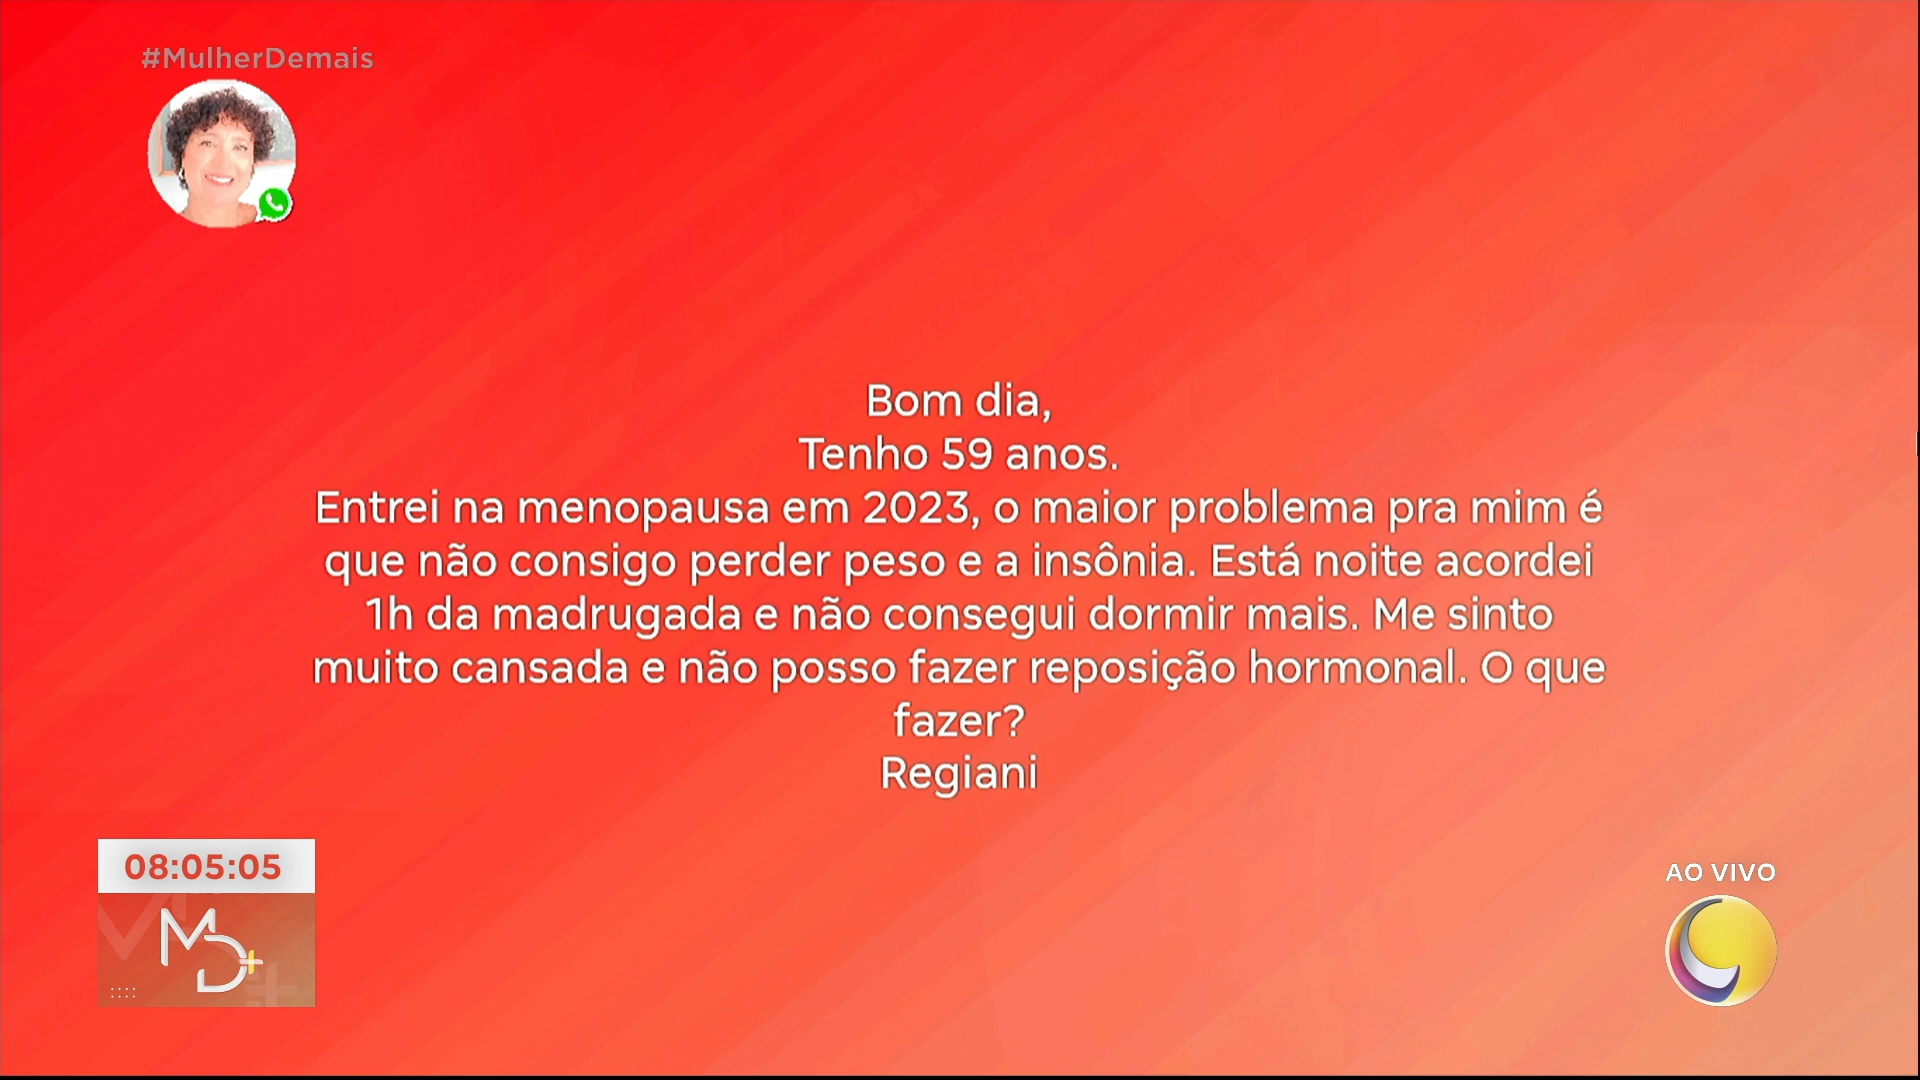 #MulherDemais
Bom dia,
Tenho 59 anos.
Entrei na menopausa em 2023, o maior problema pra mim é
que não consigo perder peso e a insônia. Está noite acordei
1h da madrugada e não consegui dormir mais. Me sinto
muito cansada e não posso fazer reposição hormonal. O que
fazer?
Regiani
08:05:05
MD+
AO VIVO